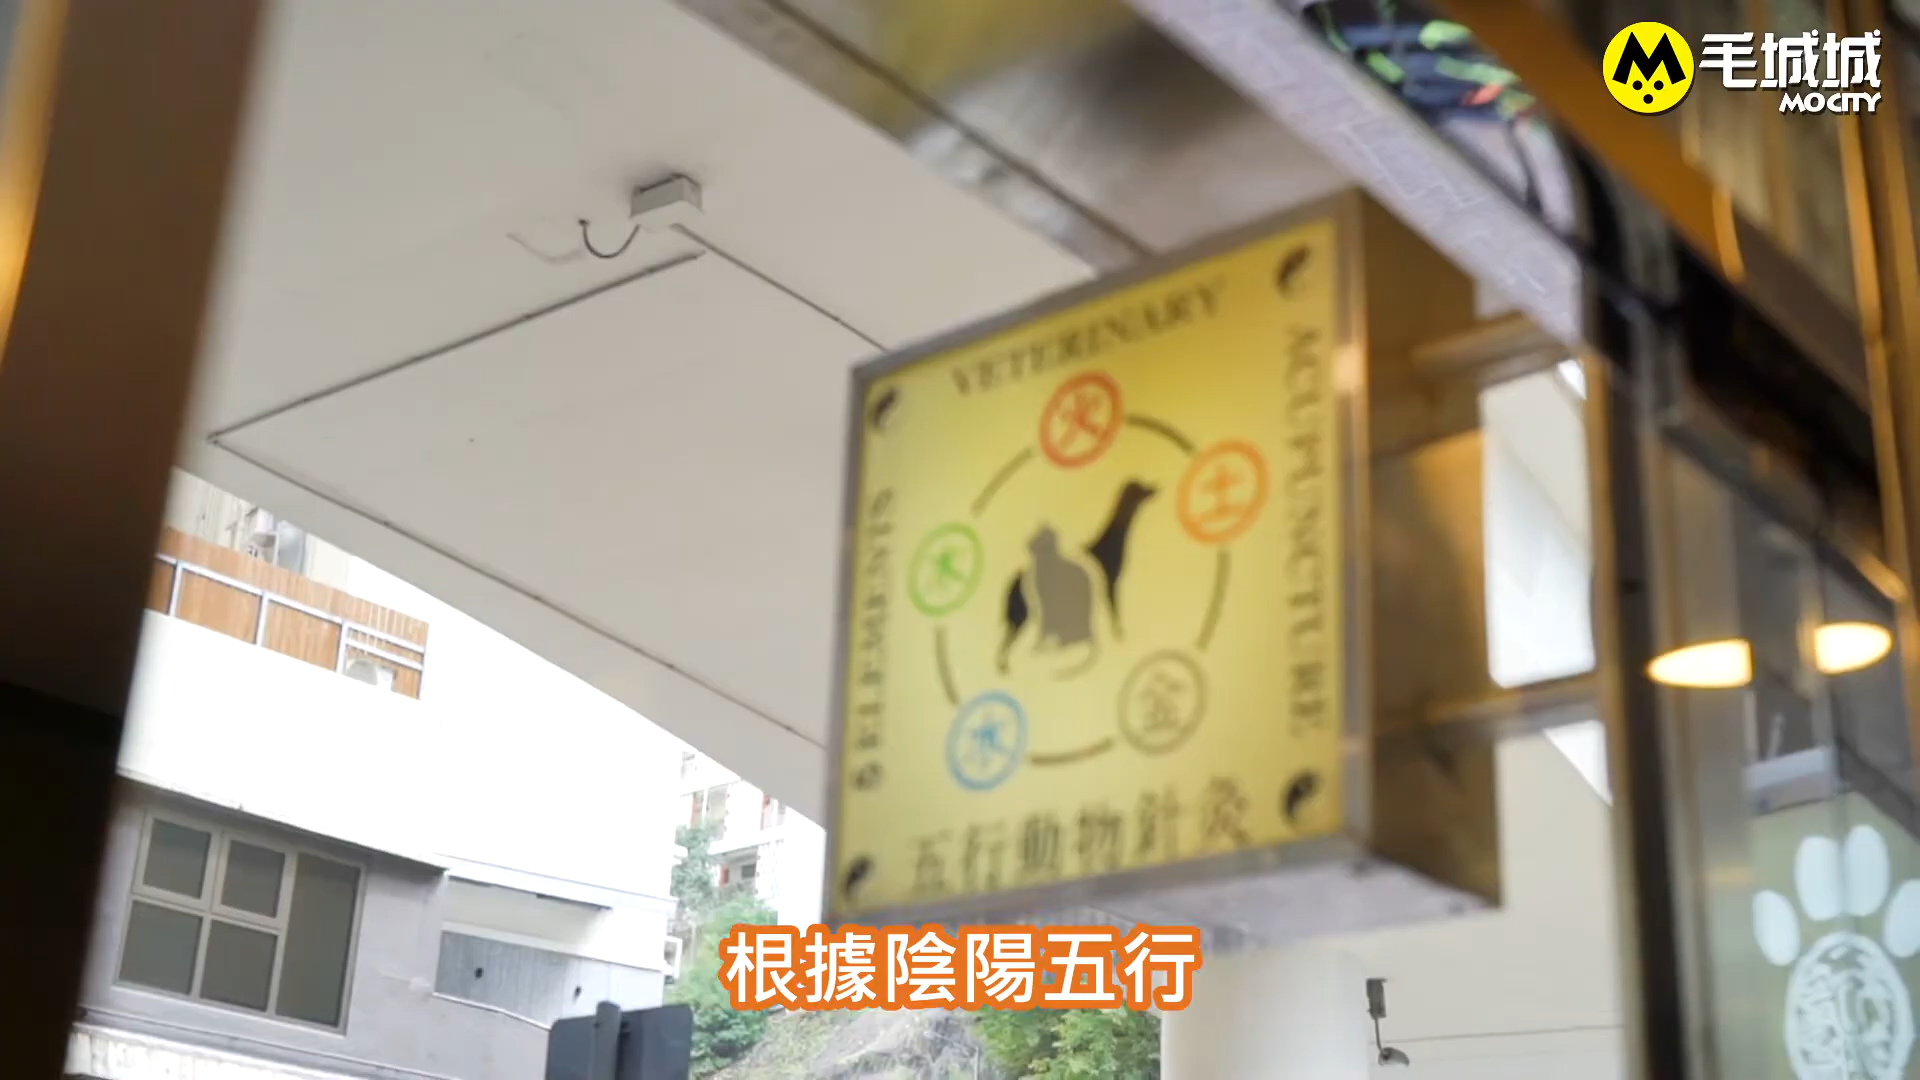 毛城城
MOCITY
VETERINARY
ACUPUNCTURE
5 ELEMENTS
火
土
木
水
金
五行動物針灸
根據陰陽五行